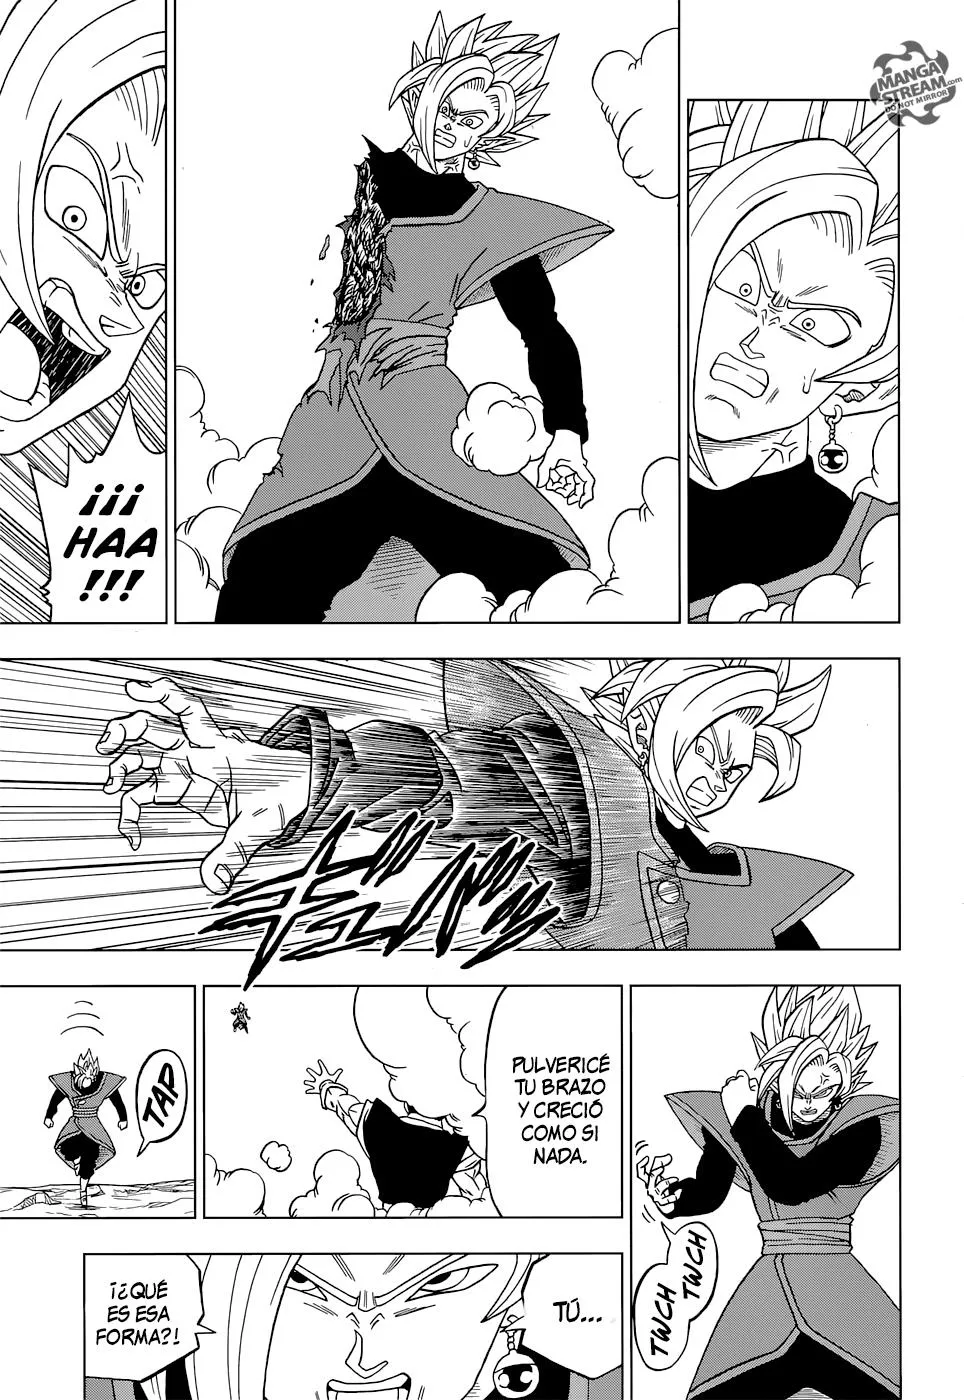 MANGA
STREAM.com
DO NOT MIRROR
¡¡¡
HAA
!!!
PULVERICÉ
TU BRAZO
Y CRECIÓ
COMO SI
NADA.
TAP
TWCH
TWCH
TÚ...
¡¿QUÉ
ES ESA
FORMA?!